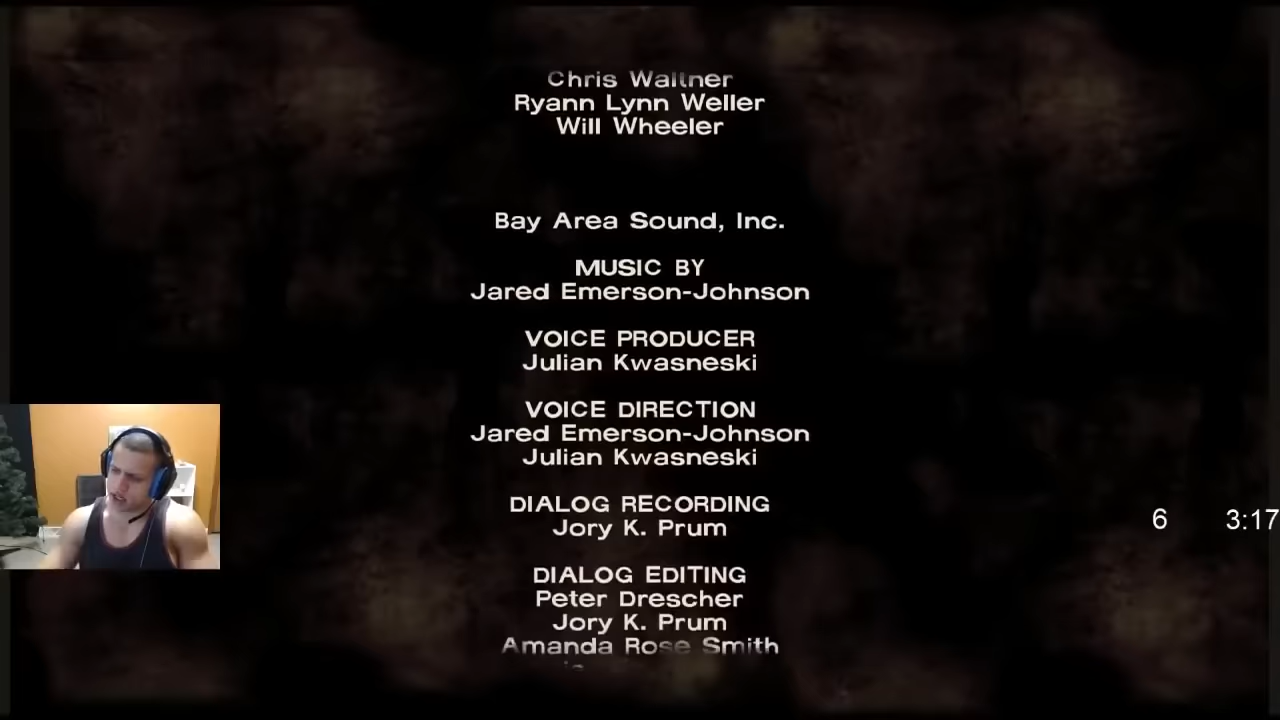 Chris Waltner
Ryann Lynn Weller
Will Wheeler
Bay Area Sound, Inc.
MUSIC BY
Jared Emerson-Johnson
VOICE PRODUCER
Julian Kwasneski
VOICE DIRECTION
Jared Emerson-Johnson
Julian Kwasneski
DIALOG RECORDING
Jory K. Prum
DIALOG EDITING
Peter Drescher
Jory K. Prum
Amanda Rose Smith
6 3:17